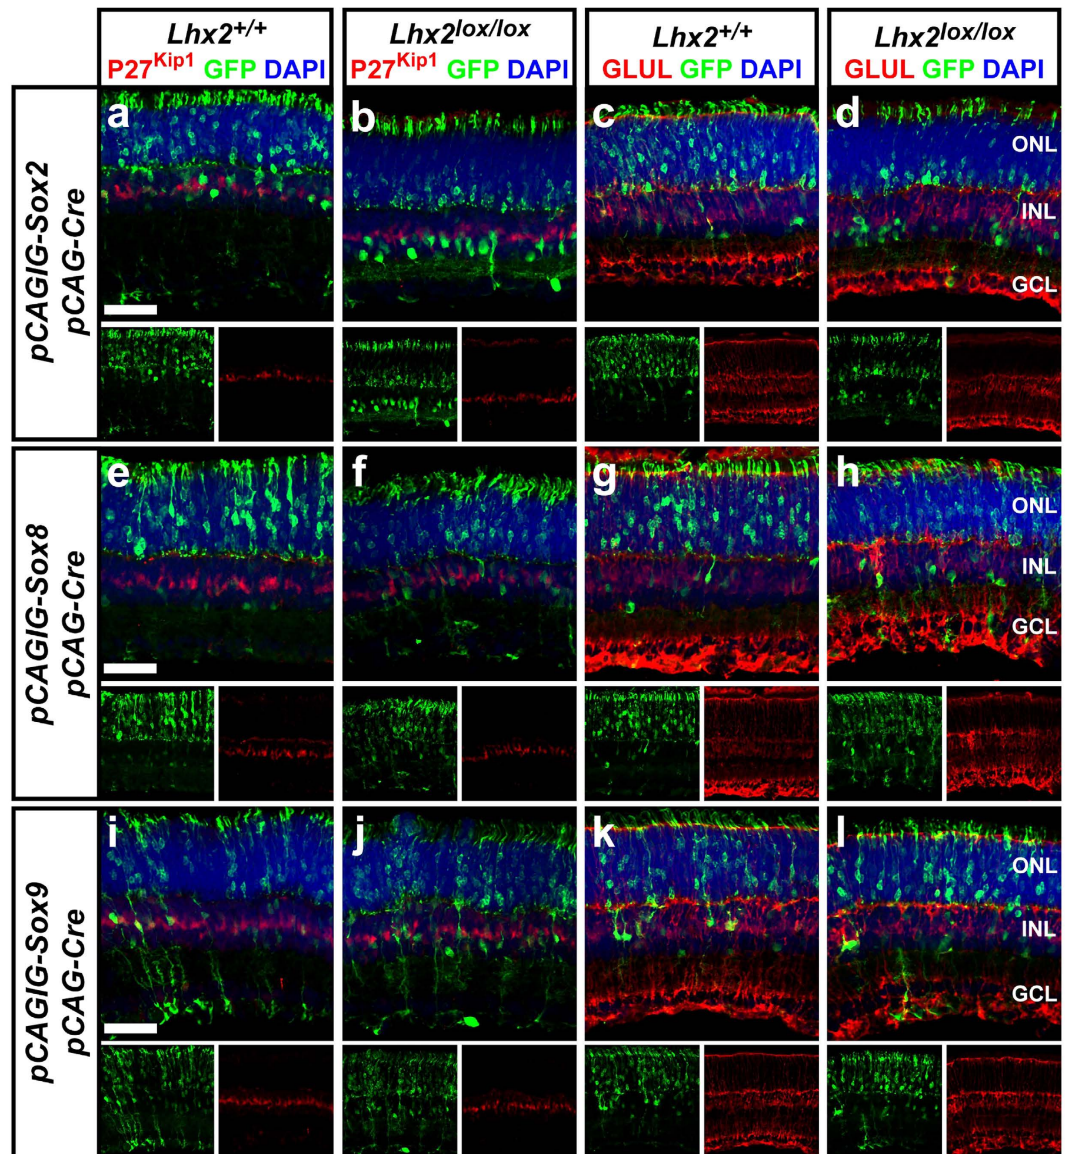 Lhx2+/+
P27Kip1 GFP DAPI
Lhx2lox/lox
P27Kip1 GFP DAPI
Lhx2+/+
GLUL GFP DAPI
Lhx2lox/lox
GLUL GFP DAPI
pCAGIG-Sox2
pCAG-Cre
a
b
c
d
ONL
INL
GCL
pCAGIG-Sox8
pCAG-Cre
e
f
g
h
ONL
INL
GCL
pCAGIG-Sox9
pCAG-Cre
i
j
k
l
ONL
INL
GCL